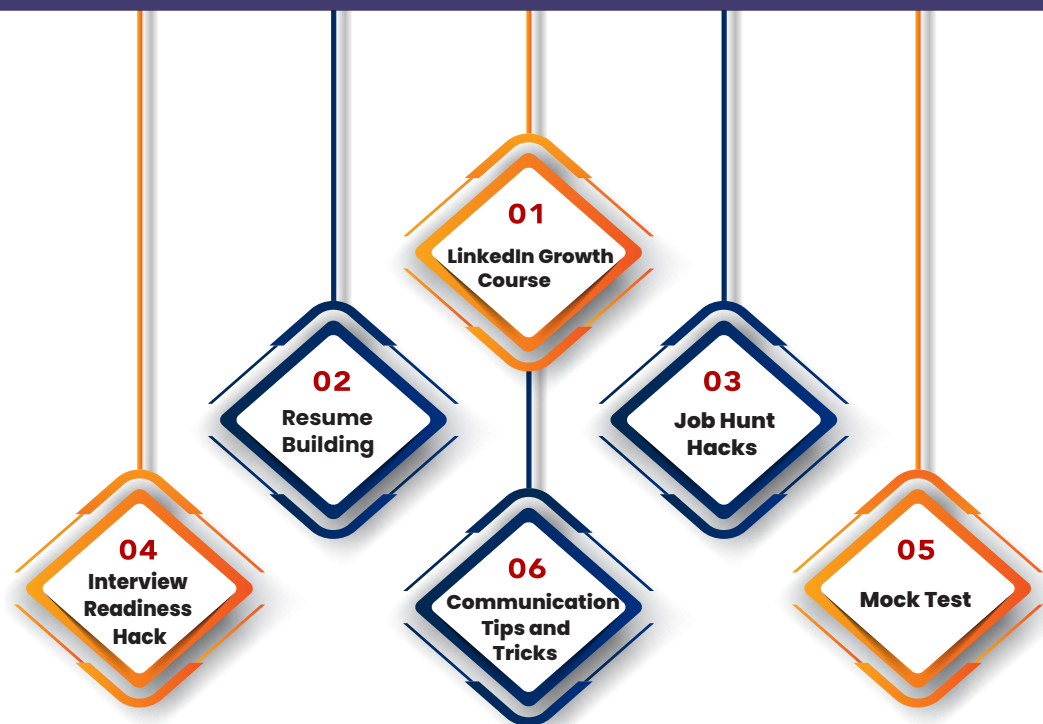 01
LinkedIn Growth
Course
02
Resume
Building
03
Job Hunt
Hacks
04
Interview
Readiness
Hack
05
Mock Test
06
Communication
Tips and
Tricks